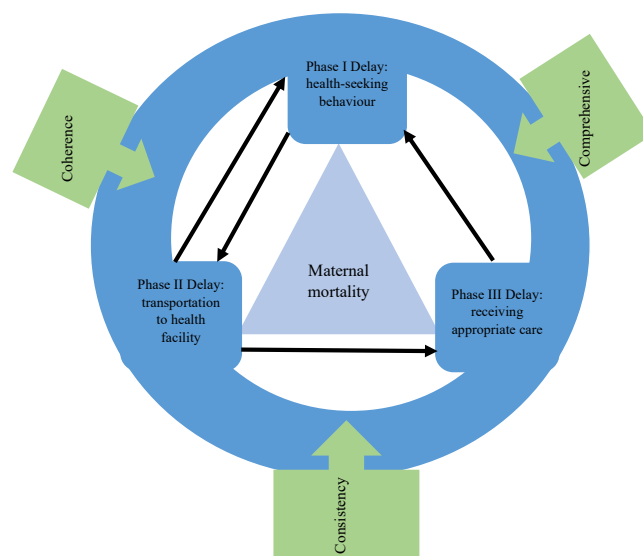 Phase I Delay:
health-seeking
behaviour
Coherence
Comprehensive
Maternal
mortality
Phase II Delay:
transportation
to health
facility
Phase III Delay:
receiving
appropriate care
Consistency